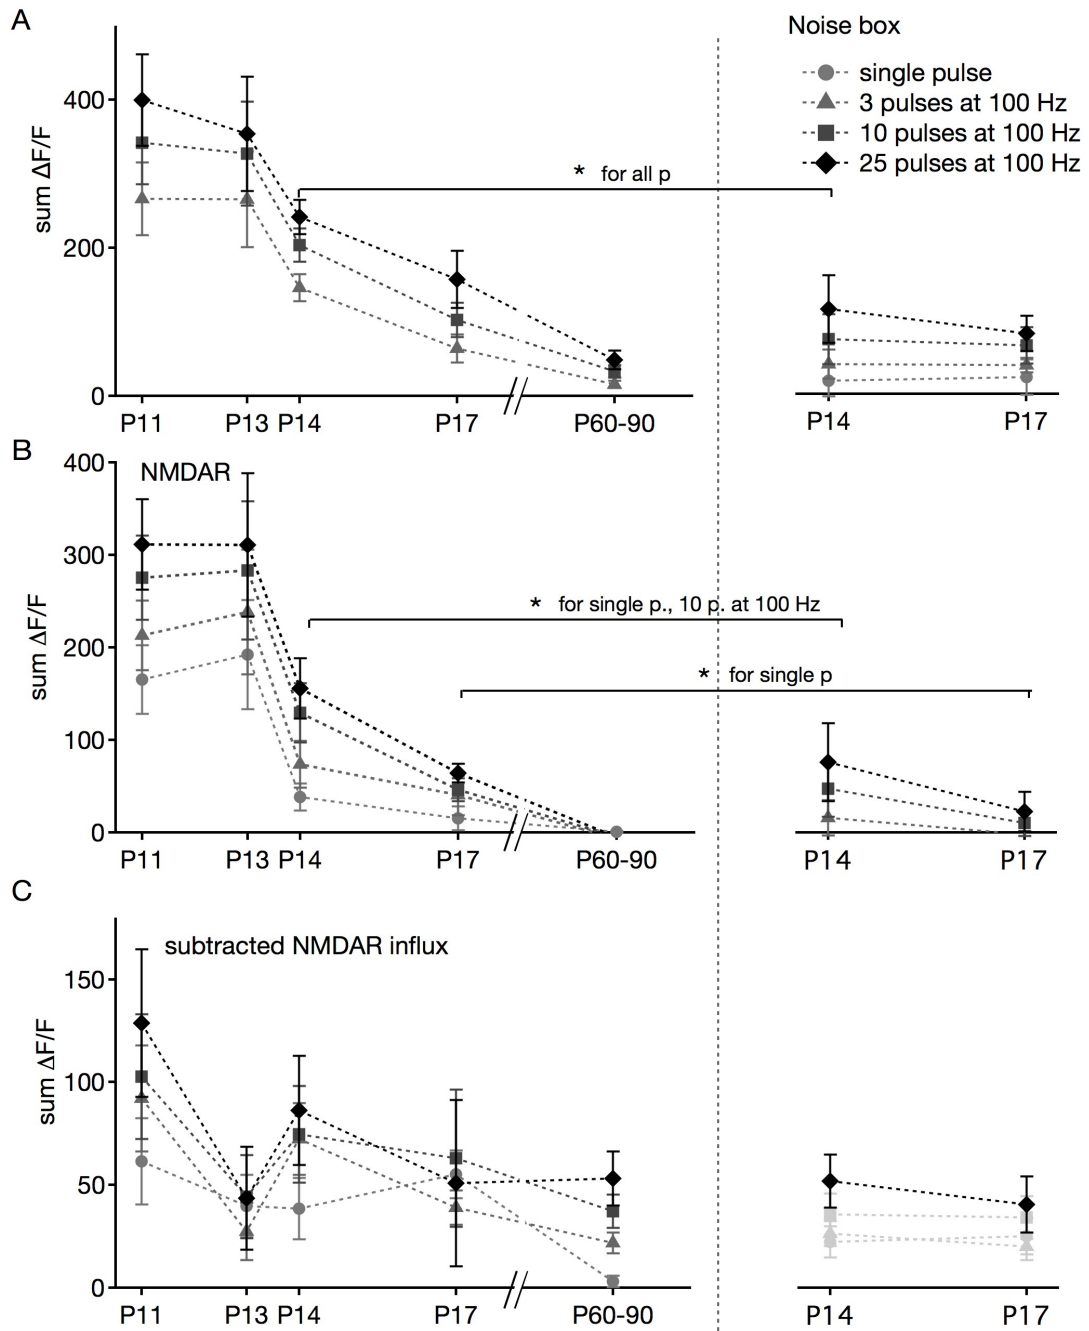 A
Noise box
single pulse
3 pulses at 100 Hz
10 pulses at 100 Hz
25 pulses at 100 Hz
sum ΔF/F
400
200
0
* for all p
P11 P13 P14 P17 P60-90
P14 P17
B
NMDAR
sum ΔF/F
400
300
200
100
0
* for single p., 10 p. at 100 Hz
* for single p
P11 P13 P14 P17 P60-90
P14 P17
C
subtracted NMDAR influx
sum ΔF/F
150
100
50
0
P11 P13 P14 P17 P60-90
P14 P17